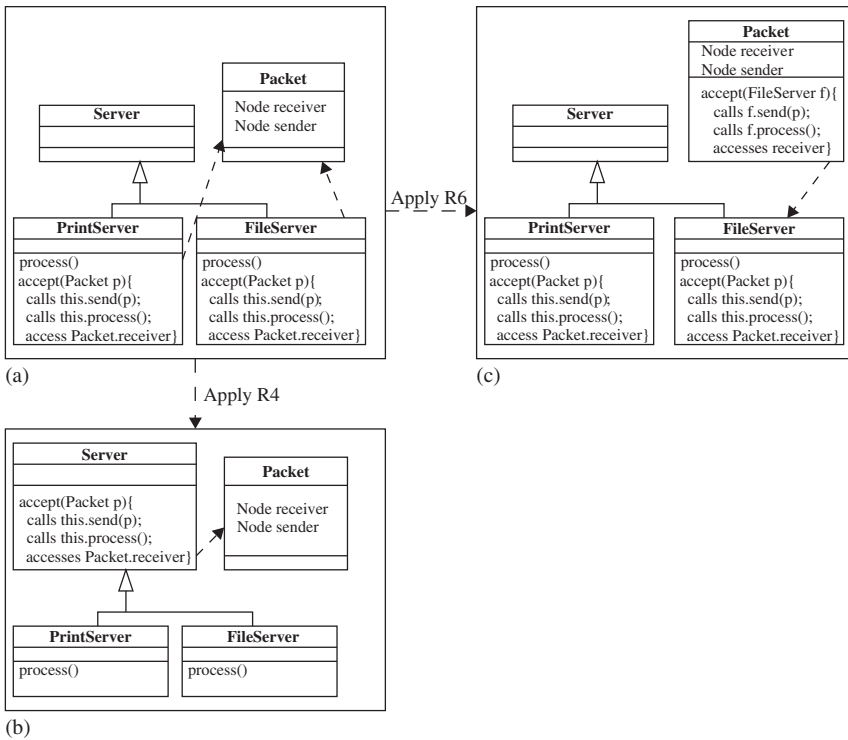 Packet
Node receiver
Node sender
Server
PrintServer
process()
accept(Packet p){
calls this.send(p);
calls this.process();
access Packet.receiver}
FileServer
process()
accept(Packet p){
calls this.send(p);
calls this.process();
access Packet.receiver}
(a)
Apply R6
Packet
Node receiver
Node sender
accept(FileServer f){
calls f.send(p);
calls f.process();
accesses receiver}
Server
PrintServer
process()
accept(Packet p){
calls this.send(p);
calls this.process();
access Packet.receiver}
FileServer
process()
accept(Packet p){
calls this.send(p);
calls this.process();
access Packet.receiver}
(c)
Apply R4
Server
accept(Packet p){
calls this.send(p);
calls this.process();
accesses Packet.receiver}
Packet
Node receiver
Node sender
PrintServer
process()
FileServer
process()
(b)